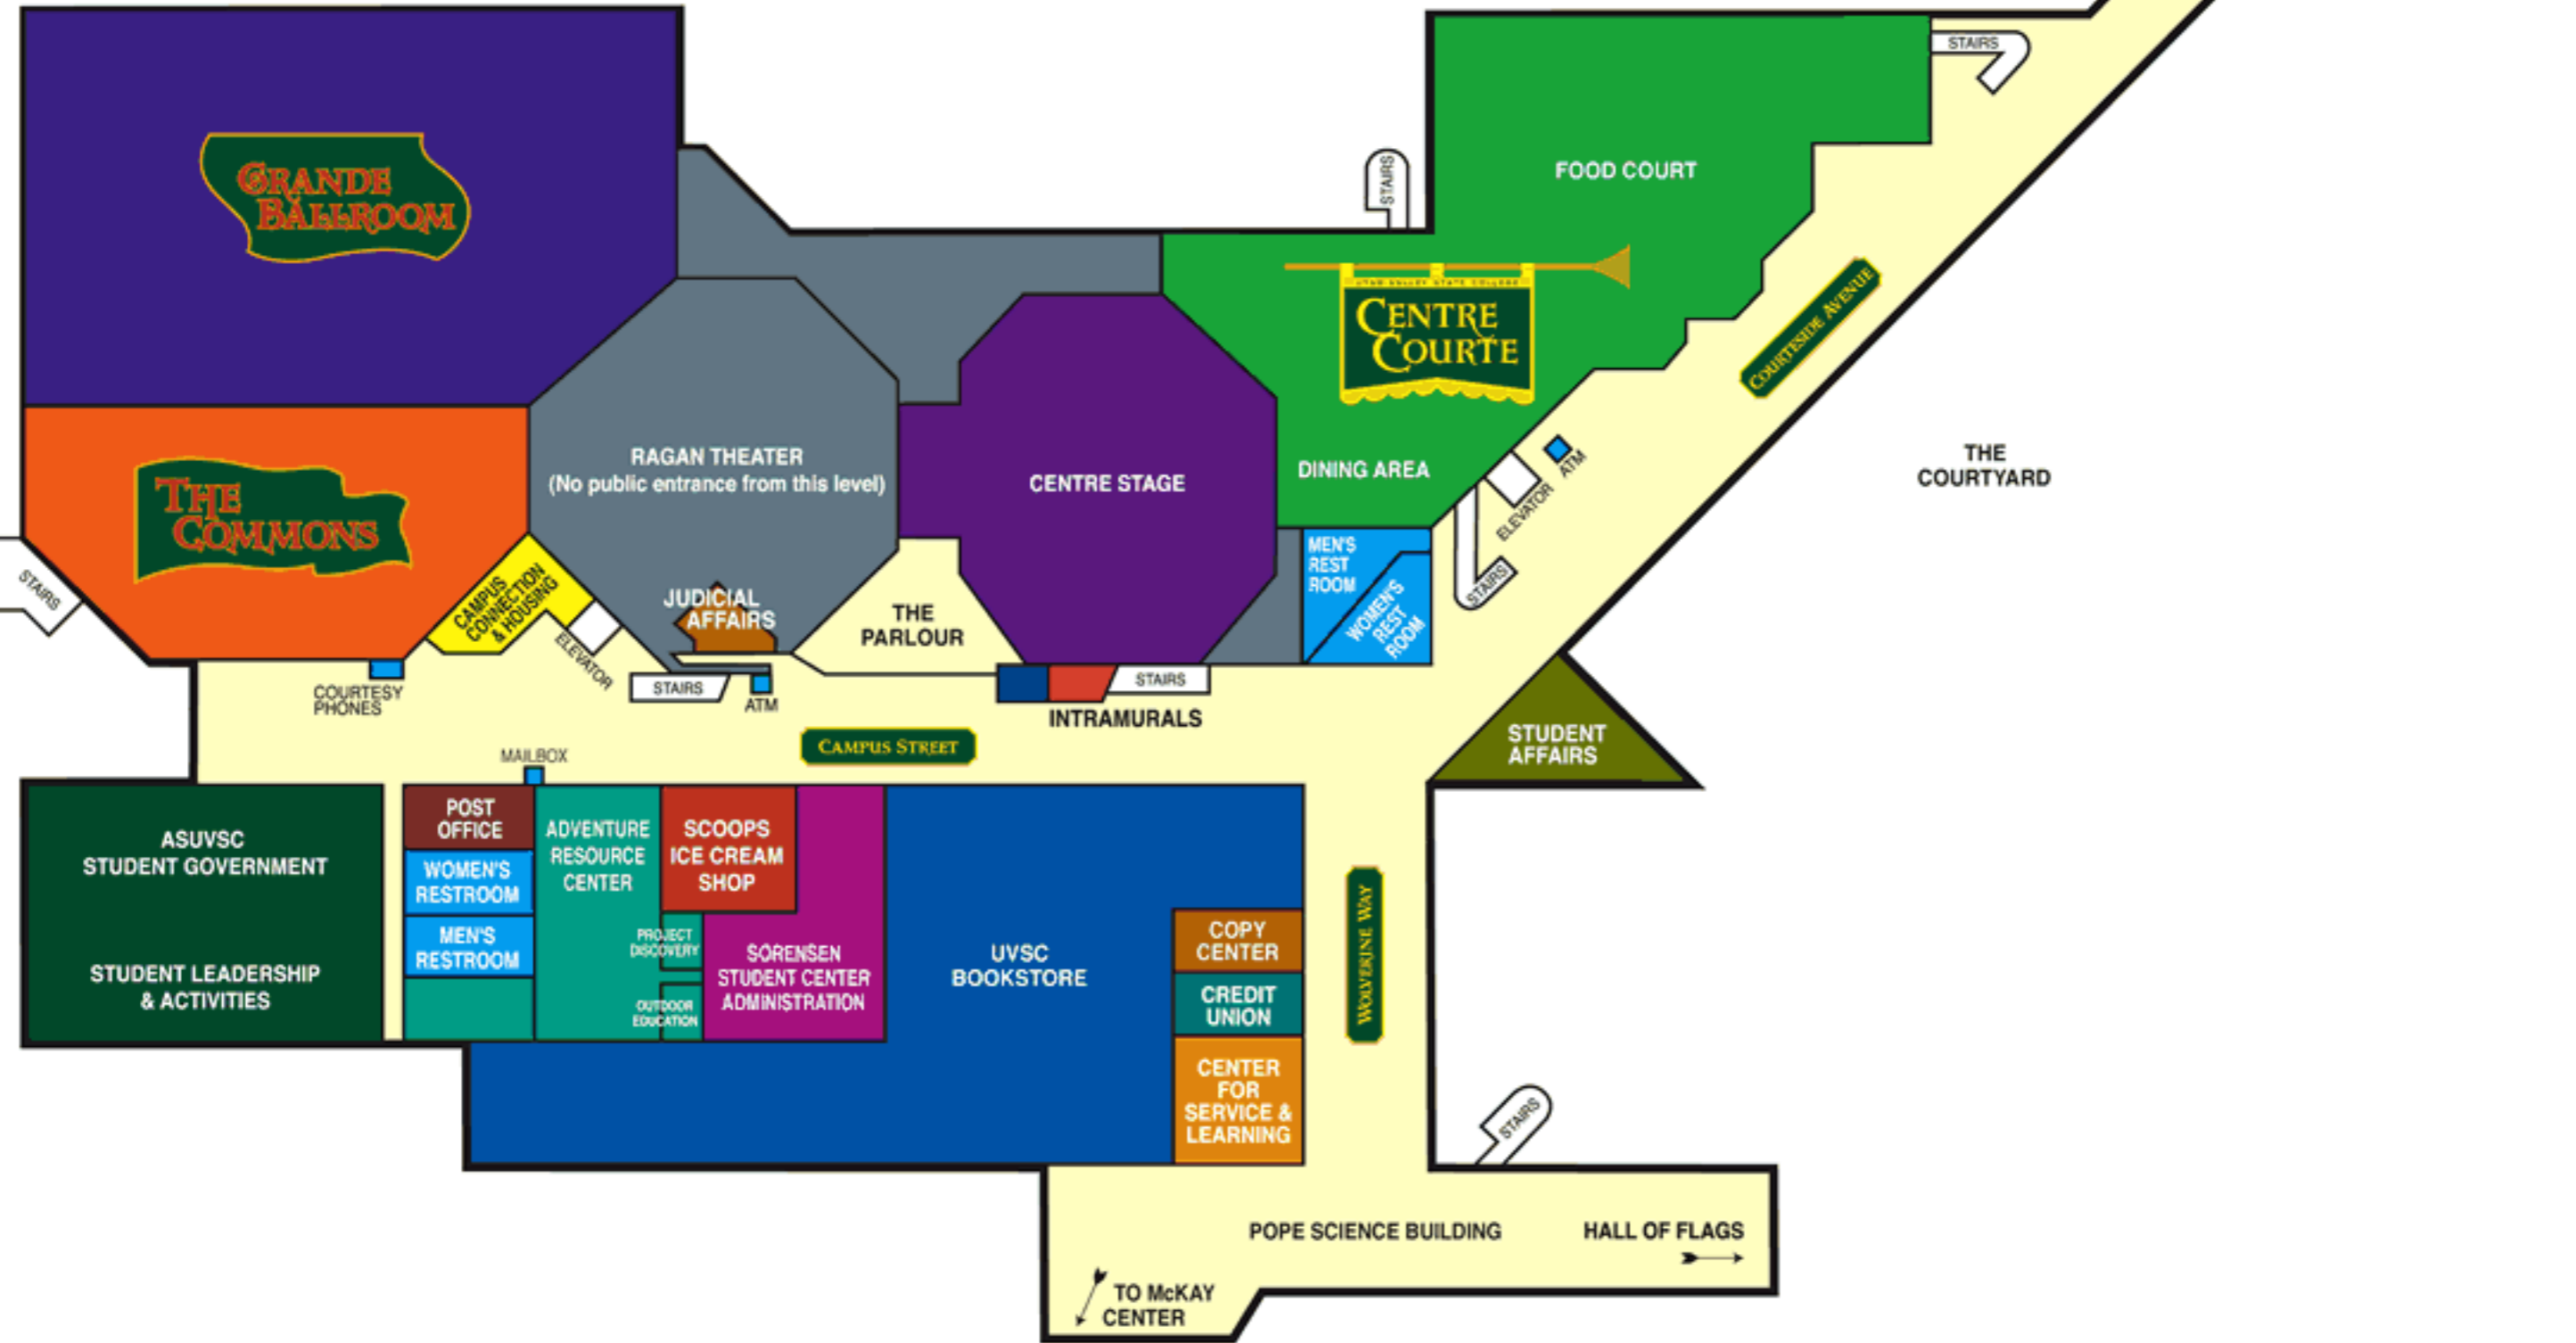 STAIRS
GRANDE
BALLROOM
FOOD COURT
STAIRS
UTAH VALLEY STATE COLLEGE
CENTRE
COURTE
COURTESIDE AVENUE
RAGAN THEATER
(No public entrance from this level)
CENTRE STAGE
DINING AREA
ATM
ELEVATOR
THE
COURTYARD
THE
COMMONS
STAIRS
CAMPUS
CONNECTION
& HOUSING
ELEVATOR
JUDICIAL
AFFAIRS
THE
PARLOUR
MEN'S
REST
ROOM
WOMEN'S
REST
ROOM
STAIRS
COURTESY
PHONES
STAIRS
ATM
STAIRS
INTRAMURALS
CAMPUS STREET
STUDENT
AFFAIRS
MAILBOX
ASUVSC
STUDENT GOVERNMENT
STUDENT LEADERSHIP
& ACTIVITIES
POST
OFFICE
WOMEN'S
RESTROOM
MEN'S
RESTROOM
ADVENTURE
RESOURCE
CENTER
SCOOPS
ICE CREAM
SHOP
PROJECT
DISCOVERY
OUTDOOR
EDUCATION
SORENSEN
STUDENT CENTER
ADMINISTRATION
UVSC
BOOKSTORE
COPY
CENTER
CREDIT
UNION
CENTER
FOR
SERVICE &
LEARNING
WOLVERINE WAY
STAIRS
POPE SCIENCE BUILDING
HALL OF FLAGS
TO McKAY
CENTER